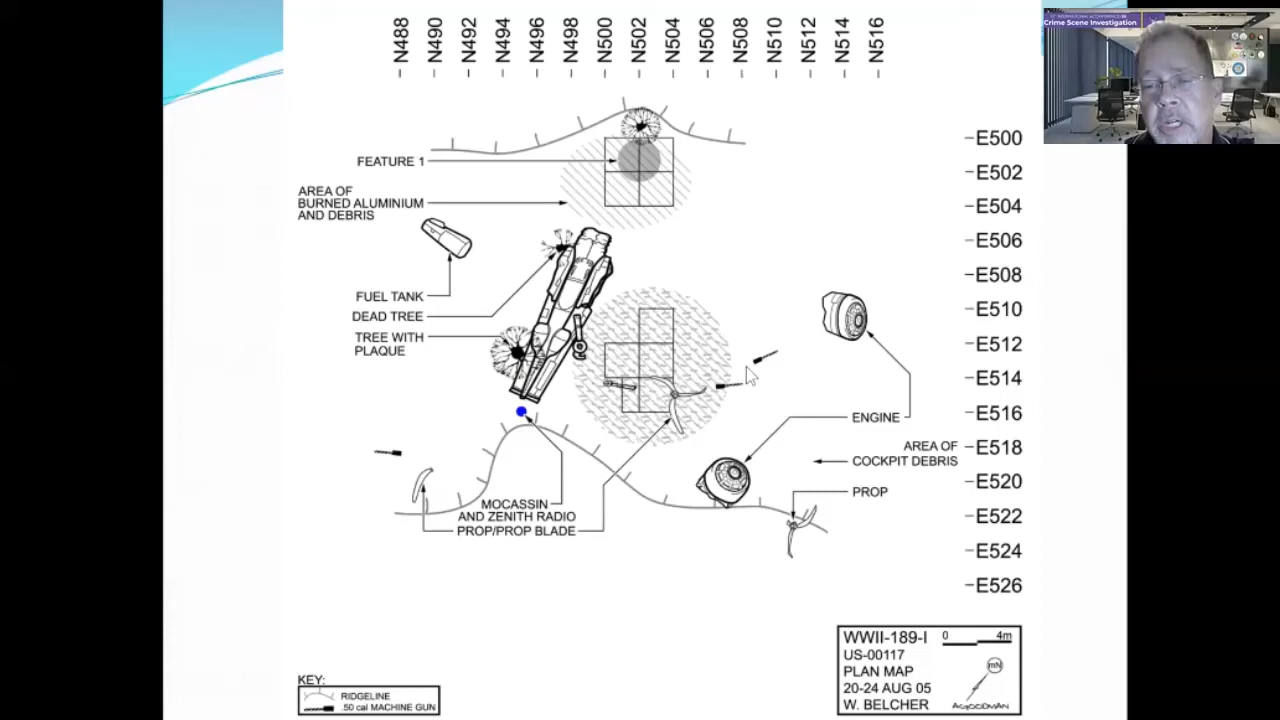 N488
N490
N492
N494
N496
N498
N500
N502
N504
N506
N508
N510
N512
N514
N516
Crime Scene Investigation
E500
E502
E504
E506
E508
E510
E512
E514
E516
E518
E520
E522
E524
E526
FEATURE 1
AREA OF
BURNED ALUMINIUM
AND DEBRIS
FUEL TANK
DEAD TREE
TREE WITH
PLAQUE
ENGINE
AREA OF
COCKPIT DEBRIS
PROP
MOCASSIN
AND ZENITH RADIO
PROP/PROP BLADE
KEY:
RIDGELINE
.50 cal MACHINE GUN
WWII-189-I
0 4m
US-00117
PLAN MAP
mN
20-24 AUG 05
W. BELCHER
AGOODMAN